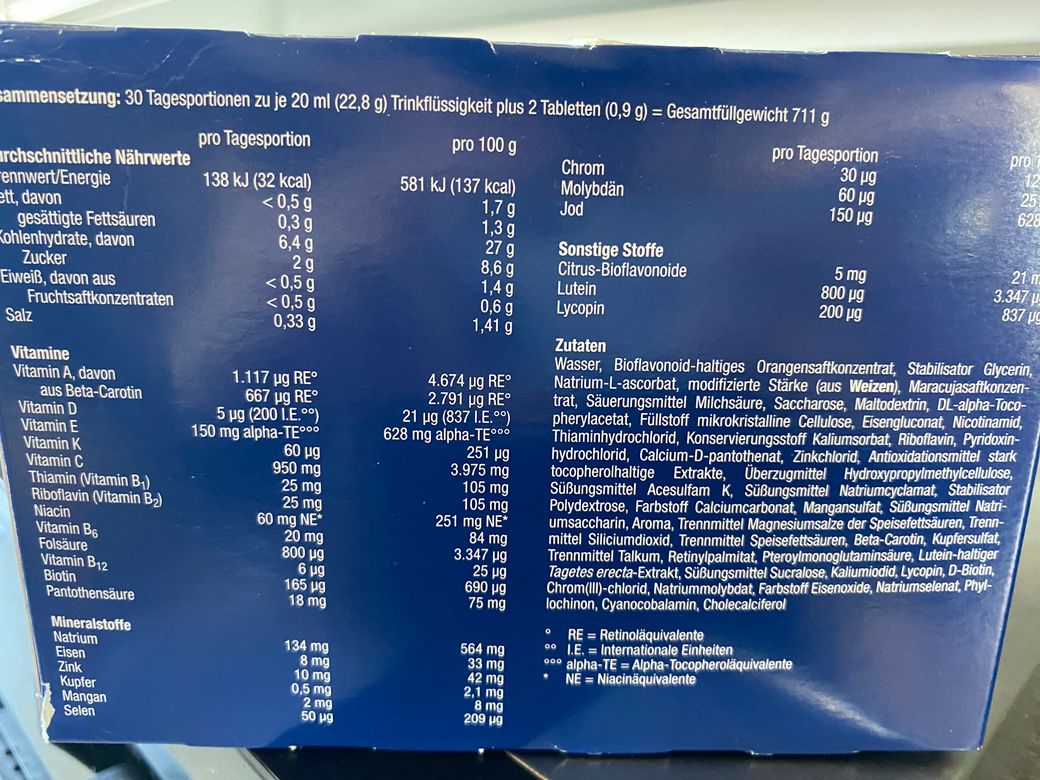 sammensetzung: 30 Tagesportionen zu je 20 ml (22,8 g) Trinkflüssigkeit plus 2 Tabletten (0,9 g) = Gesamtfüllgewicht 711 g
pro Tagesportion pro 100 g
urchschnittliche Nährwerte
rennwert/Energie 138 kJ (32 kcal) 581 kJ (137 kcal)
ett, davon < 0,5 g 1,7 g
gesättigte Fettsäuren 0,3 g 1,3 g
Kohlenhydrate, davon 6,4 g 27 g
Zucker 2 g 8,6 g
Eiweiß, davon aus < 0,5 g 1,4 g
Fruchtsaftkonzentraten < 0,5 g 0,6 g
Salz 0,33 g 1,41 g
Vitamine
Vitamin A, davon 1.117 µg RE° 4.674 µg RE°
aus Beta-Carotin 667 µg RE° 2.791 µg RE°
Vitamin D 5 µg (200 I.E.°°) 21 µg (837 I.E.°°)
Vitamin E 150 mg alpha-TE°°° 628 mg alpha-TE°°°
Vitamin K 60 µg 251 µg
Vitamin C 950 mg 3.975 mg
Thiamin (Vitamin B1) 25 mg 105 mg
Riboflavin (Vitamin B2) 25 mg 105 mg
Niacin 60 mg NE* 251 mg NE*
Vitamin B6 20 mg 84 mg
Folsäure 800 µg 3.347 µg
Vitamin B12 6 µg 25 µg
Biotin 165 µg 690 µg
Pantothensäure 18 mg 75 mg
Mineralstoffe
Natrium 134 mg 564 mg
Eisen 8 mg 33 mg
Zink 10 mg 42 mg
Kupfer 0,5 mg 2,1 mg
Mangan 2 mg 8 mg
Selen 50 µg 209 µg
pro Tagesportion pro
Chrom 30 µg 12
Molybdän 60 µg 25
Jod 150 µg 628
Sonstige Stoffe
Citrus-Bioflavonoide 5 mg 21 m
Lutein 800 µg 3.347 µ
Lycopin 200 µg 837 µg
Zutaten
Wasser, Bioflavonoid-haltiges Orangensaftkonzentrat, Stabilisator Glycerin,
Natrium-L-ascorbat, modifizierte Stärke (aus Weizen), Maracujasaftkonzen-
trat, Säuerungsmittel Milchsäure, Saccharose, Maltodextrin, DL-alpha-Toco-
pherylacetat, Füllstoff mikrokristalline Cellulose, Eisengluconat, Nicotinamid,
Thiaminhydrochlorid, Konservierungsstoff Kaliumsorbat, Riboflavin, Pyridoxin-
hydrochlorid, Calcium-D-pantothenat, Zinkchlorid, Antioxidationsmittel stark
tocopherolhaltige Extrakte, Überzugmittel Hydroxypropylmethylcellulose,
Süßungsmittel Acesulfam K, Süßungsmittel Natriumcyclamat, Stabilisator
Polydextrose, Farbstoff Calciumcarbonat, Mangansulfat, Süßungsmittel Natri-
umsaccharin, Aroma, Trennmittel Magnesiumsalze der Speisefettsäuren, Trenn-
mittel Siliciumdioxid, Trennmittel Speisefettsäuren, Beta-Carotin, Kupfersulfat,
Trennmittel Talkum, Retinylpalmitat, Pteroylmonoglutaminsäure, Lutein-haltiger
Tagetes erecta-Extrakt, Süßungsmittel Sucralose, Kaliumiodid, Lycopin, D-Biotin,
Chrom(III)-chlorid, Natriummolybdat, Farbstoff Eisenoxide, Natriumselenat, Phyl-
lochinon, Cyanocobalamin, Cholecalciferol
° RE = Retinoläquivalente
°° I.E. = Internationale Einheiten
°°° alpha-TE = Alpha-Tocopheroläquivalente
* NE = Niacinäquivalente